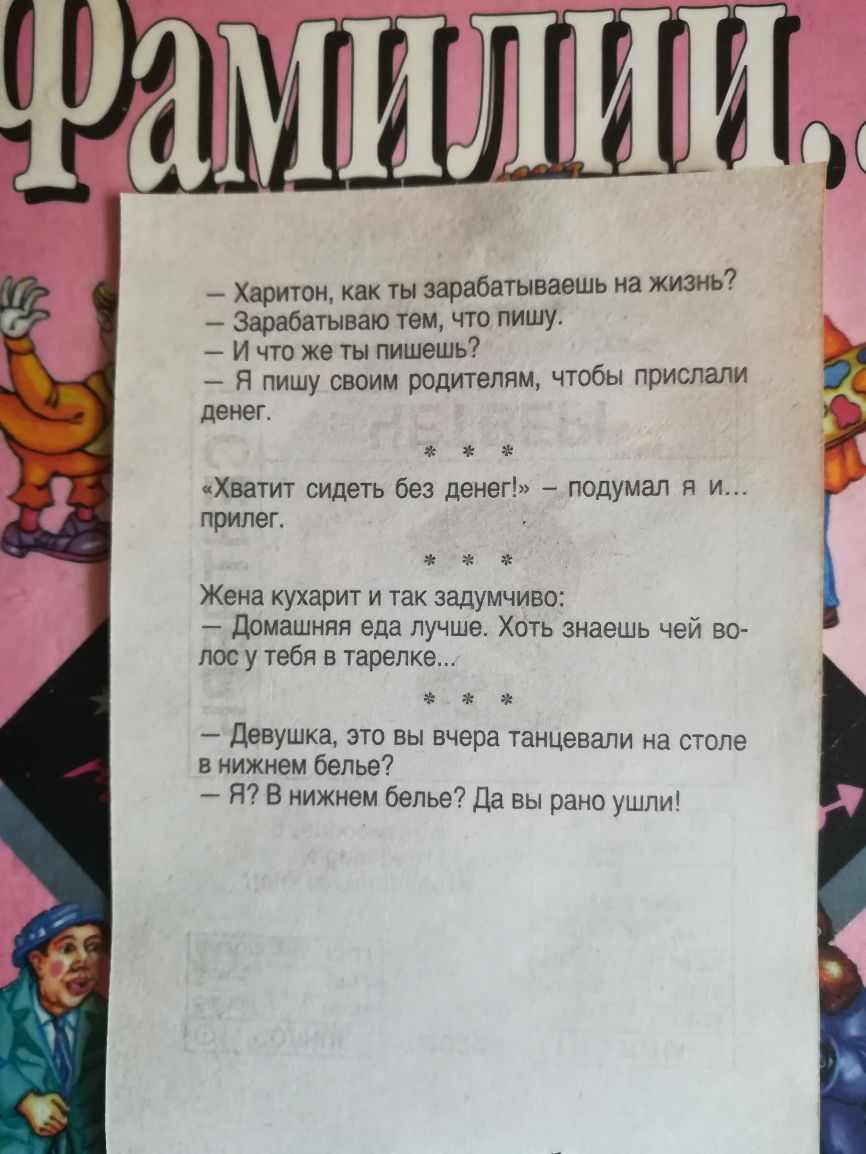 Фамилии...
— Харитон, как ты зарабатываешь на жизнь?
— Зарабатываю тем, что пишу.
— И что же ты пишешь?
— Я пишу своим родителям, чтобы прислали
денег.
* * *
«Хватит сидеть без денег!» – подумал я и...
прилег.
* * *
Жена кухарит и так задумчиво:
— Домашняя еда лучше. Хоть знаешь чей во-
лос у тебя в тарелке...
* * *
— Девушка, это вы вчера танцевали на столе
в нижнем белье?
— Я? В нижнем белье? Да вы рано ушли!